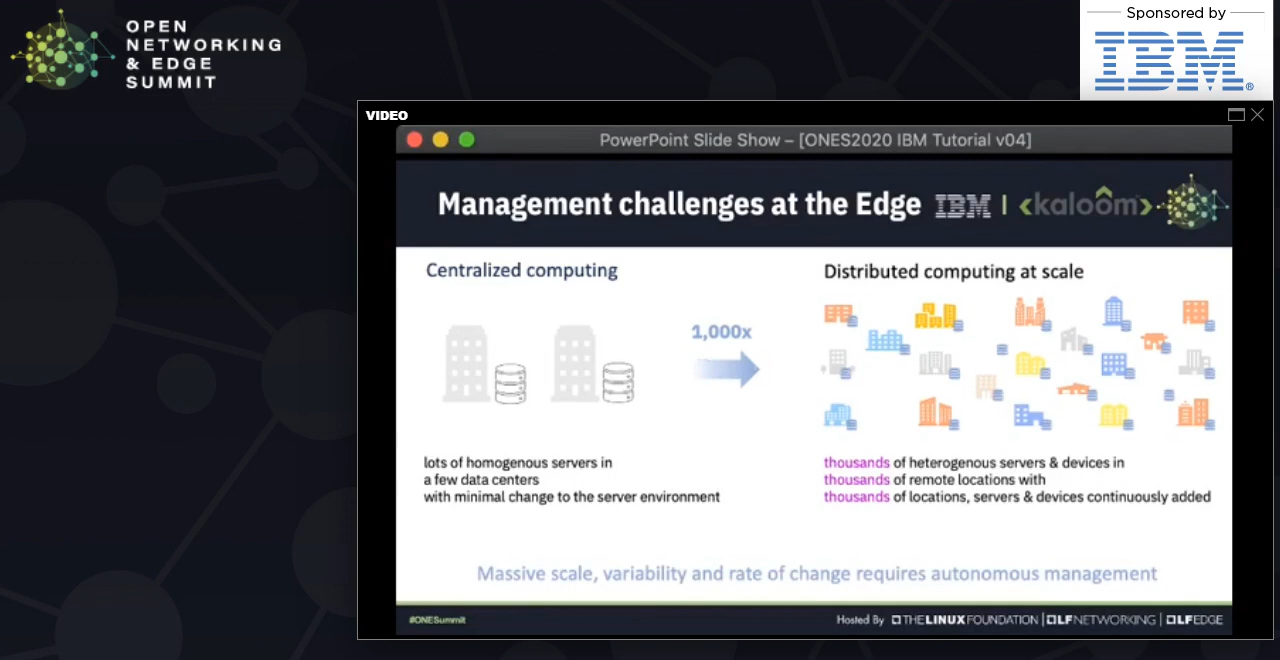 OPEN
NETWORKING
& EDGE
SUMMIT
Sponsored by
IBM®
VIDEO
PowerPoint Slide Show – [ONES2020 IBM Tutorial v04]
Management challenges at the Edge
IBM | <kaloom>
Centralized computing
Distributed computing at scale
1,000x
lots of homogenous servers in
a few data centers
with minimal change to the server environment
thousands of heterogenous servers & devices in
thousands of remote locations with
thousands of locations, servers & devices continuously added
Massive scale, variability and rate of change requires autonomous management
#ONESummit
Hosted By THE LINUX FOUNDATION | LF NETWORKING | LF EDGE